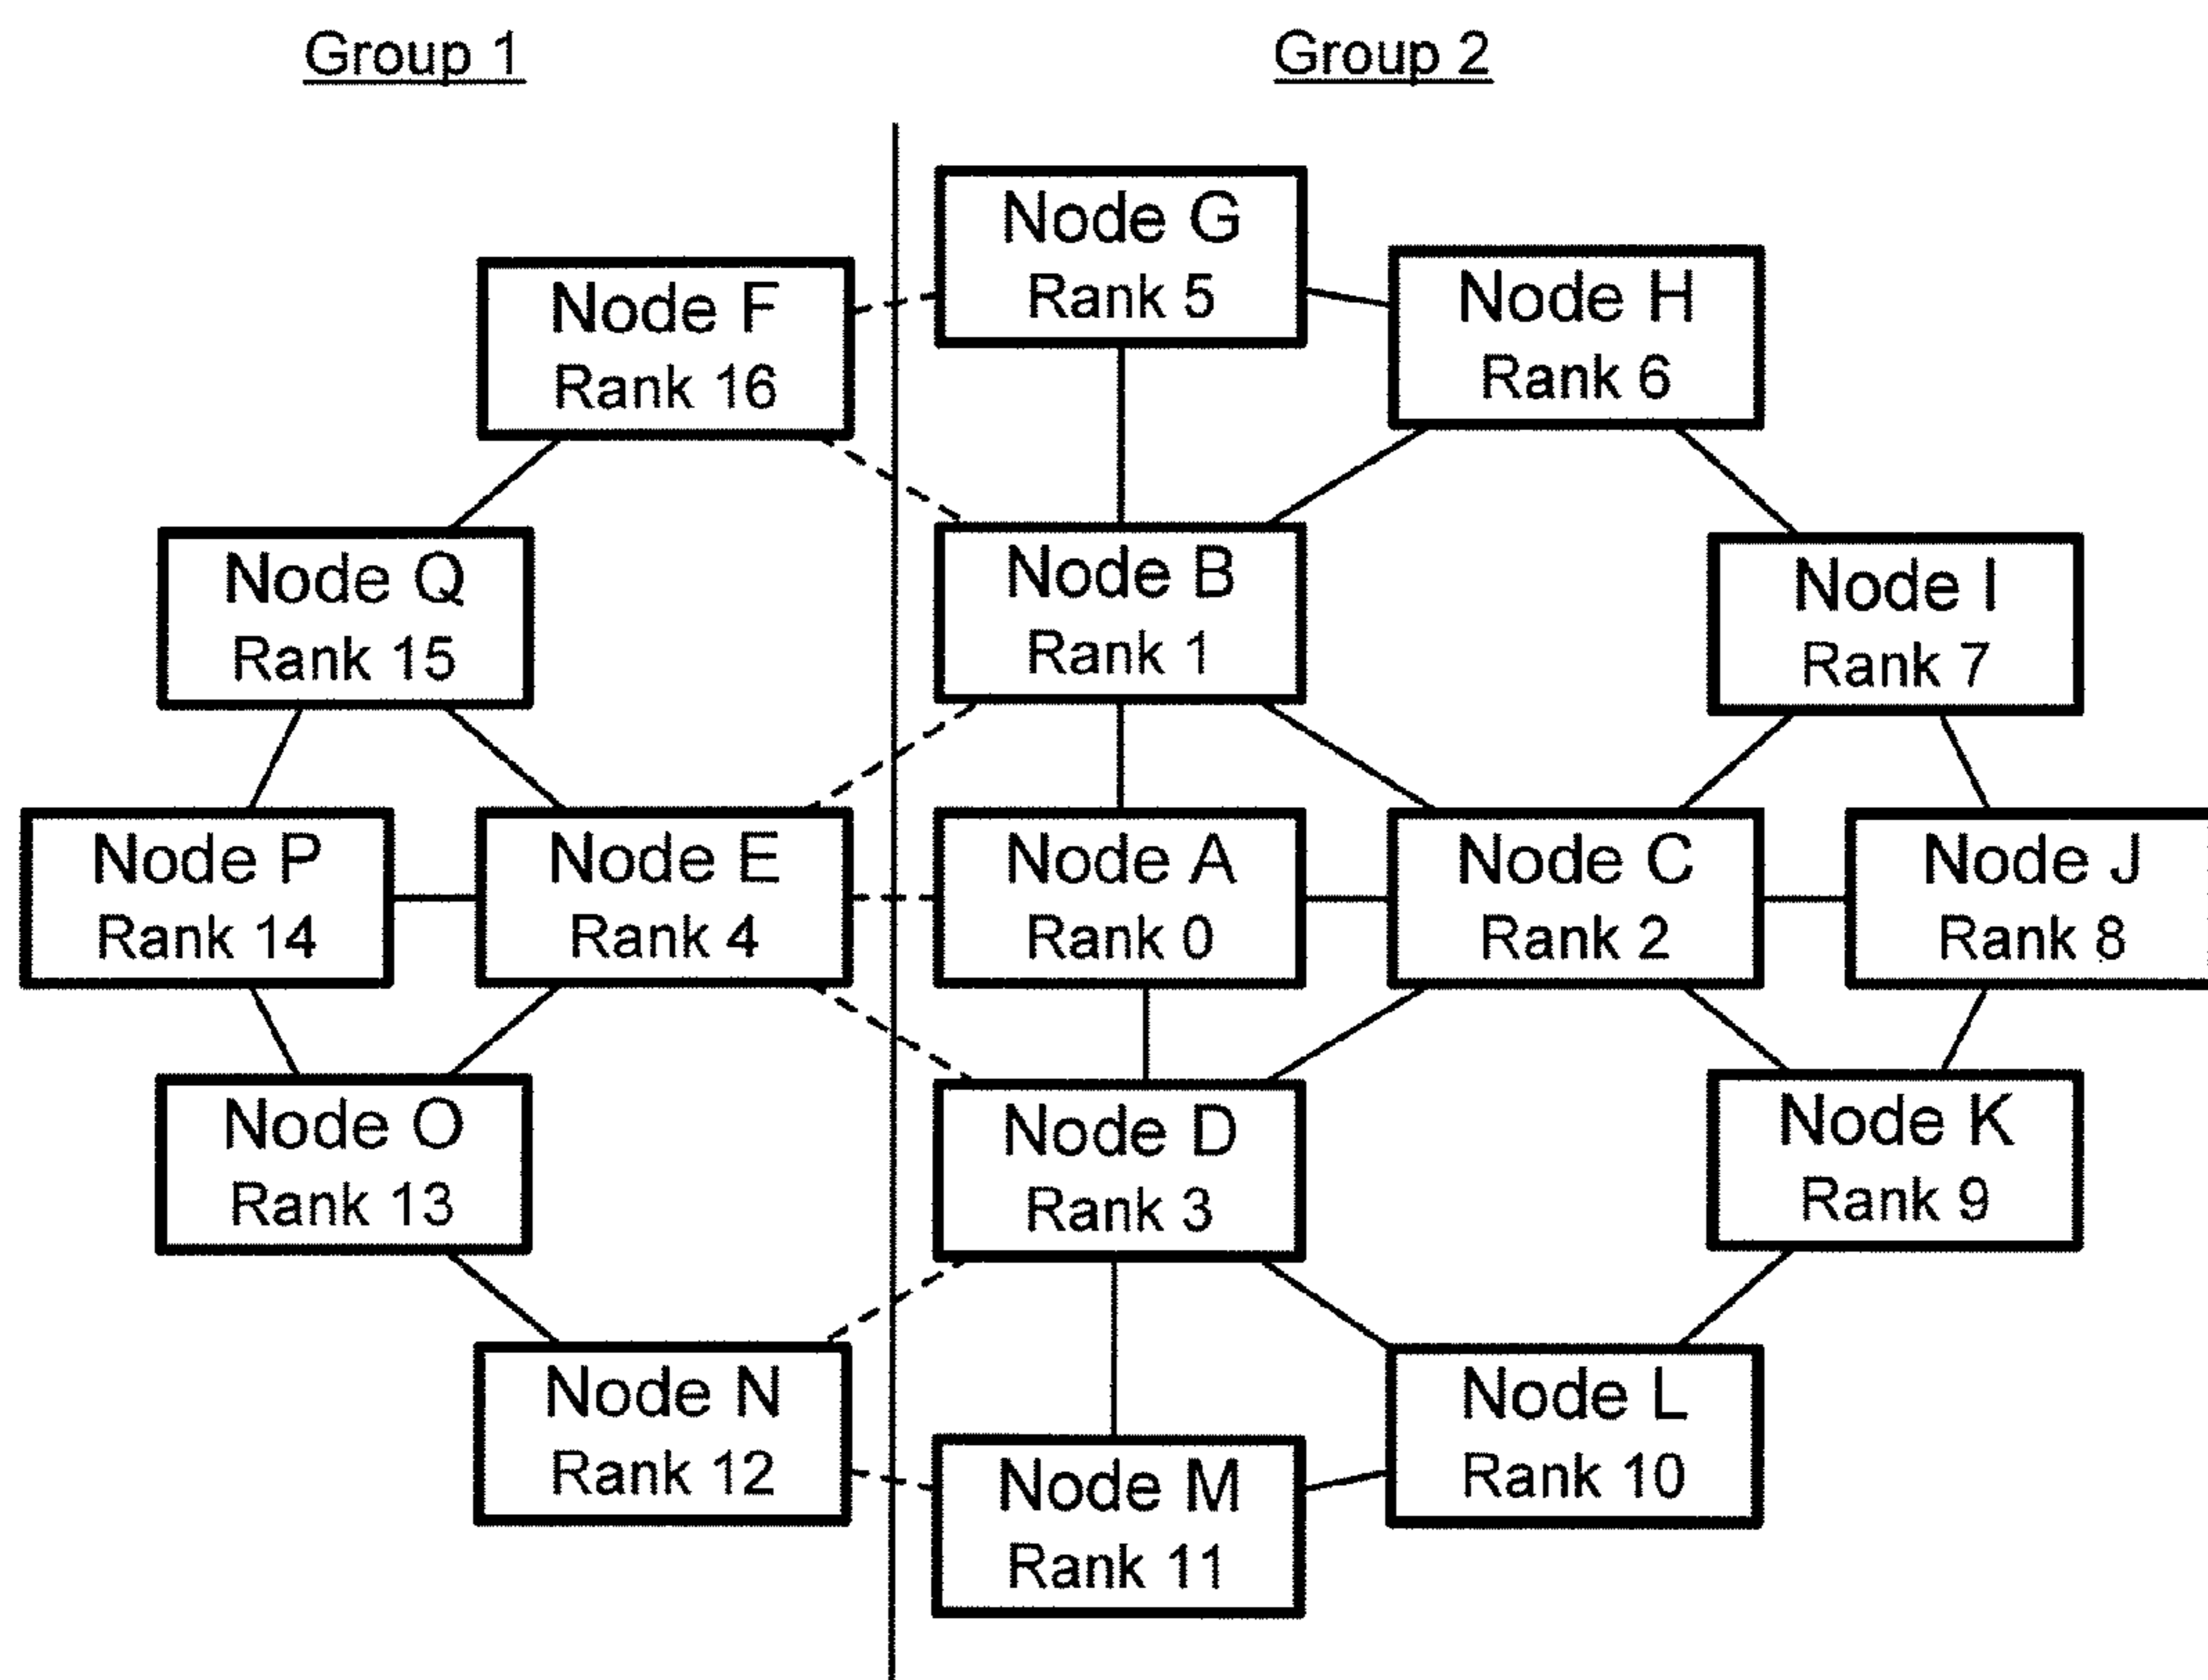 Group 1
Group 2
Node G
Rank 5
Node F
Rank 16
Node H
Rank 6
Node Q
Rank 15
Node B
Rank 1
Node I
Rank 7
Node P
Rank 14
Node E
Rank 4
Node A
Rank 0
Node C
Rank 2
Node J
Rank 8
Node O
Rank 13
Node D
Rank 3
Node K
Rank 9
Node N
Rank 12
Node M
Rank 11
Node L
Rank 10